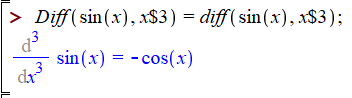 > Diff(sin(x), x$3) = diff(sin(x), x$3);
d³/dx³ sin(x) = -cos(x)